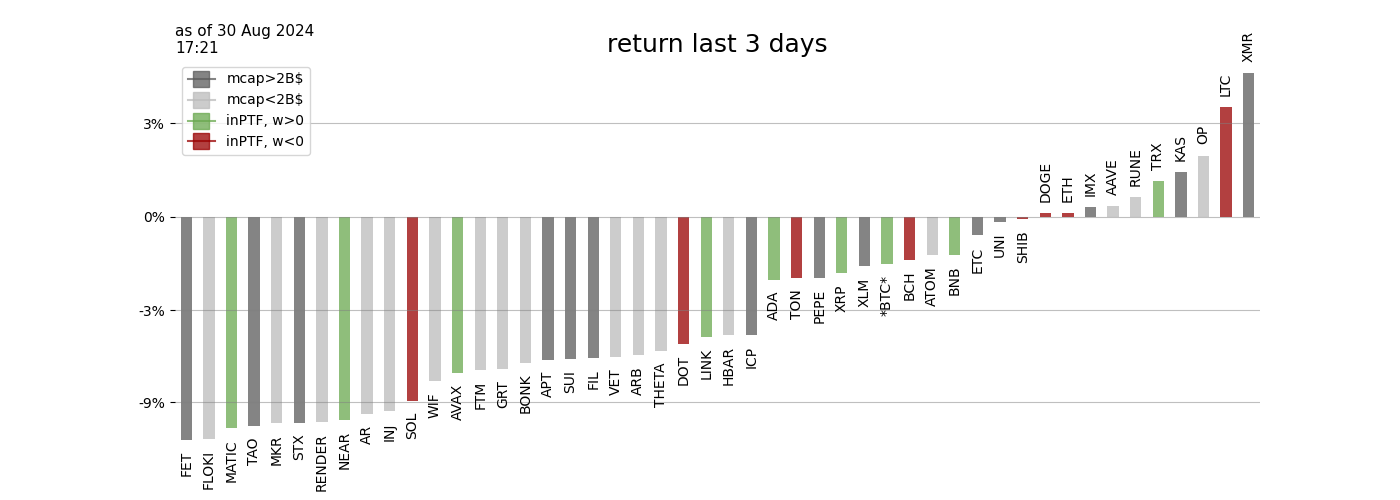 as of 30 Aug 2024
17:21
return last 3 days
mcap>2B$
mcap<2B$
inPTF, w>0
inPTF, w<0
3%
0%
-3%
-9%
FET
FLOKI
MATIC
TAO
MKR
STX
RENDER
NEAR
AR
INJ
SOL
WIF
AVAX
FTM
GRT
BONK
APT
SUI
FIL
VET
ARB
THETA
DOT
LINK
HBAR
ICP
ADA
TON
PEPE
XRP
XLM
*BTC*
BCH
ATOM
BNB
ETC
UNI
SHIB
DOGE
ETH
IMX
AAVE
RUNE
TRX
KAS
OP
LTC
XMR